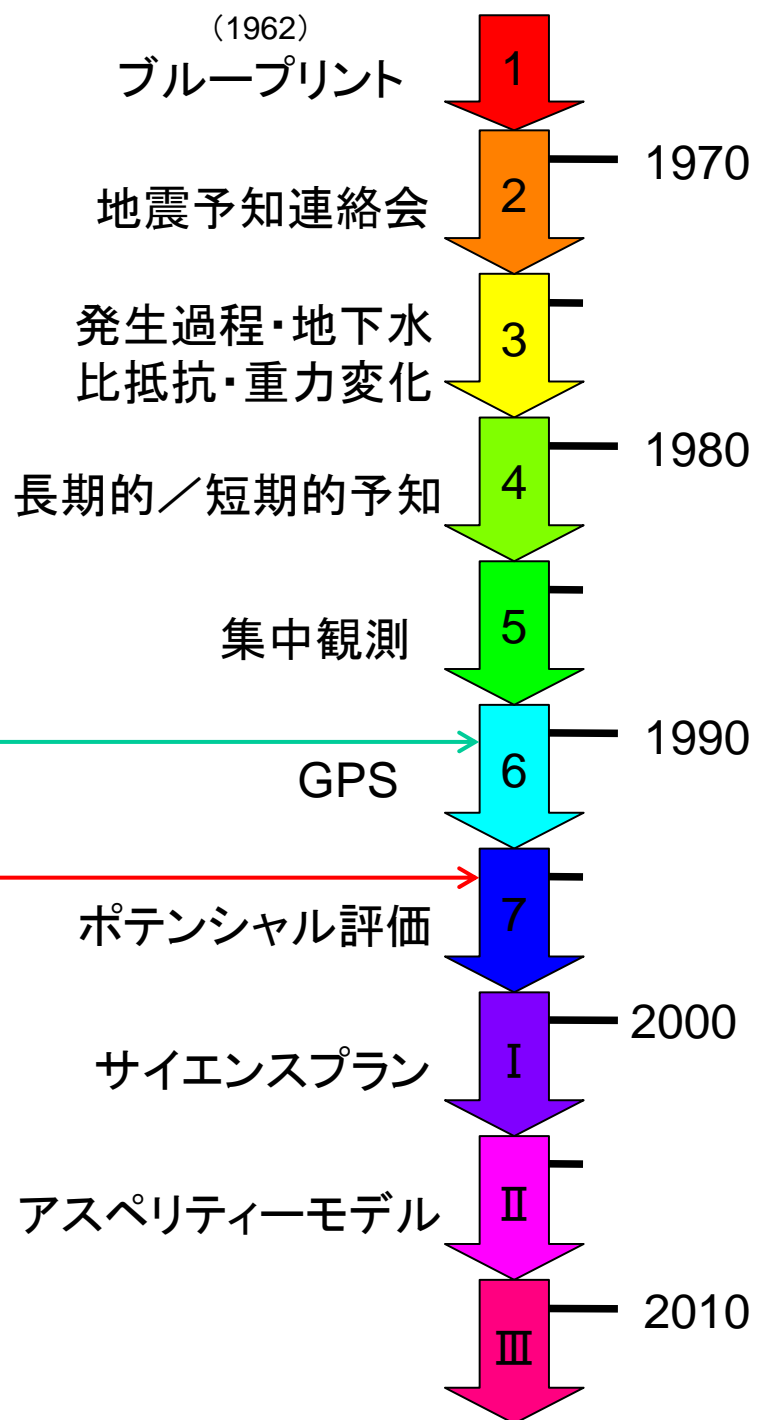 (1962)
ブループリント
1
1970
2
地震予知連絡会
発生過程・地下水
比抵抗・重力変化
3
1980
長期的／短期的予知
4
集中観測
5
1990
GPS
6
ポテンシャル評価
7
2000
サイエンスプラン
Ⅰ
アスペリティーモデル
Ⅱ
2010
Ⅲ